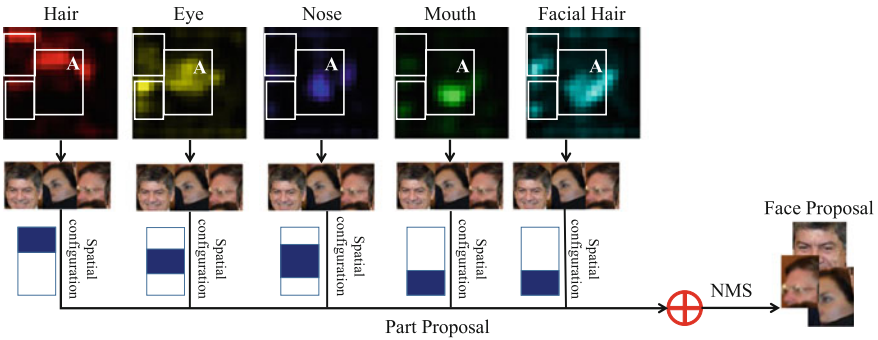 Hair Eye Nose Mouth Facial Hair
A A A A A
Spatial configuration Spatial configuration Spatial configuration Spatial configuration Spatial configuration
Face Proposal
NMS
Part Proposal